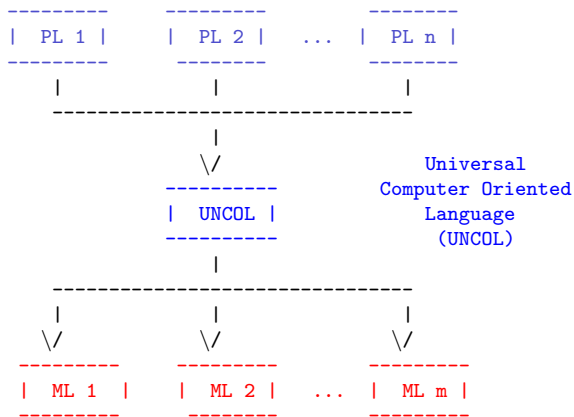 ---------      ---------      ---------
|  PL 1 |      |  PL 2 |  ... |  PL n |
---------      --------       --------
|              |              |
----------------------------------
|
\/
Universal
Computer Oriented
Language
(UNCOL)
----------
|  UNCOL |
----------
|
----------------------------------
|              |              |
\/             \/             \/
---------      ---------      ---------
|  ML 1  |    |  ML 2 |  ...  |  ML m |
---------      ---------      ---------